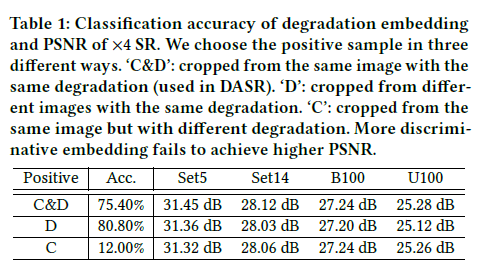 Table 1: Classification accuracy of degradation embedding
and PSNR of ×4 SR. We choose the positive sample in three
different ways. ‘C&D’: cropped from the same image with the
same degradation (used in DASR). ‘D’: cropped from differ-
ent images with the same degradation. ‘C’: cropped from the
same image but with different degradation. More discrimi-
native embedding fails to achieve higher PSNR.
Positive Acc. Set5 Set14 B100 U100
C&D 75.40% 31.45 dB 28.12 dB 27.24 dB 25.28 dB
D 80.80% 31.36 dB 28.03 dB 27.20 dB 25.12 dB
C 12.00% 31.32 dB 28.06 dB 27.24 dB 25.26 dB